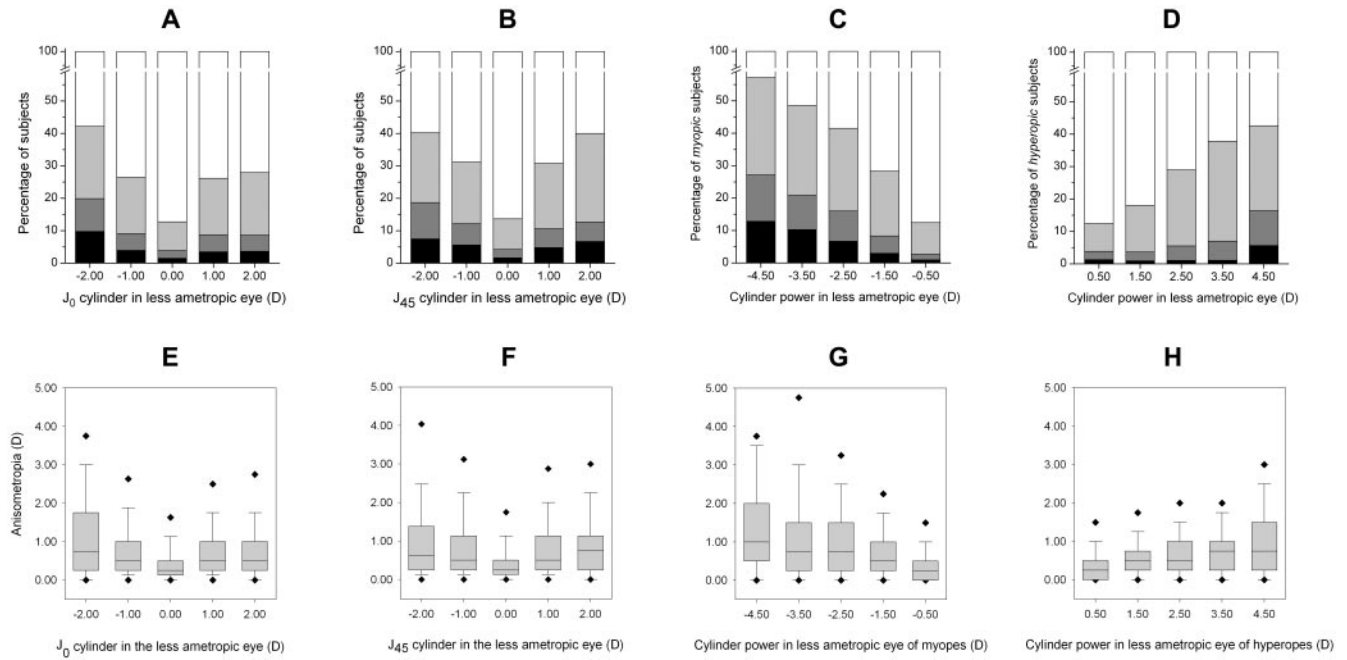 A
B
C
D
Percentage of subjects
100
50
40
30
20
10
0
-2.00 -1.00 0.00 1.00 2.00
J0 cylinder in less ametropic eye (D)
Percentage of subjects
100
50
40
30
20
10
0
-2.00 -1.00 0.00 1.00 2.00
J45 cylinder in less ametropic eye (D)
Percentage of myopic subjects
100
50
40
30
20
10
0
-4.50 -3.50 -2.50 -1.50 -0.50
Cylinder power in less ametropic eye (D)
Percentage of hyperopic subjects
100
50
40
30
20
10
0
0.50 1.50 2.50 3.50 4.50
Cylinder power in less ametropic eye (D)
E
F
G
H
Anisometropia (D)
5.00
4.00
3.00
2.00
1.00
0.00
-2.00 -1.00 0.00 1.00 2.00
J0 cylinder in the less ametropic eye (D)
5.00
4.00
3.00
2.00
1.00
0.00
-2.00 -1.00 0.00 1.00 2.00
J45 cylinder in the less ametropic eye (D)
5.00
4.00
3.00
2.00
1.00
0.00
-4.50 -3.50 -2.50 -1.50 -0.50
Cylinder power in less ametropic eye of myopes (D)
5.00
4.00
3.00
2.00
1.00
0.00
0.50 1.50 2.50 3.50 4.50
Cylinder power in less ametropic eye of hyperopes (D)